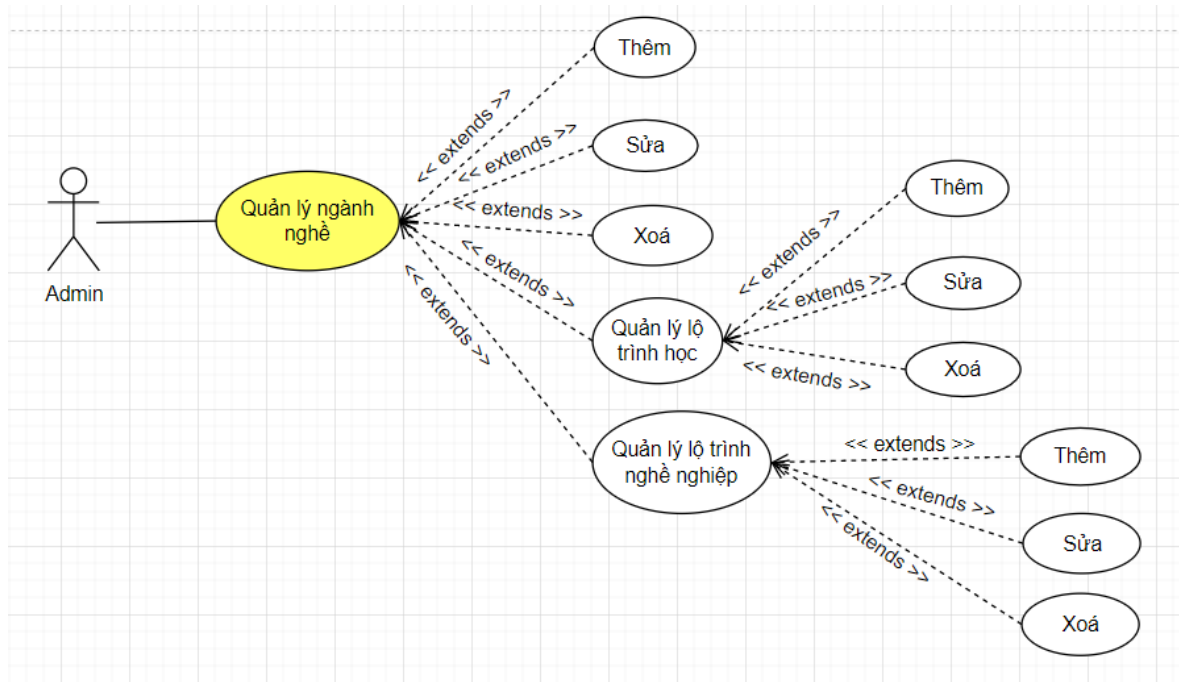 Thêm
<< extends >>
Sửa
<< extends >>
Xoá
<< extends >>
Quản lý ngành
nghề
Admin
<< extends >>
<< extends >>
Quản lý lộ
trình học
Thêm
<< extends >>
Sửa
<< extends >>
Xoá
<< extends >>
Quản lý lộ trình
nghề nghiệp
<< extends >>
Thêm
<< extends >>
Sửa
<< extends >>
Xoá